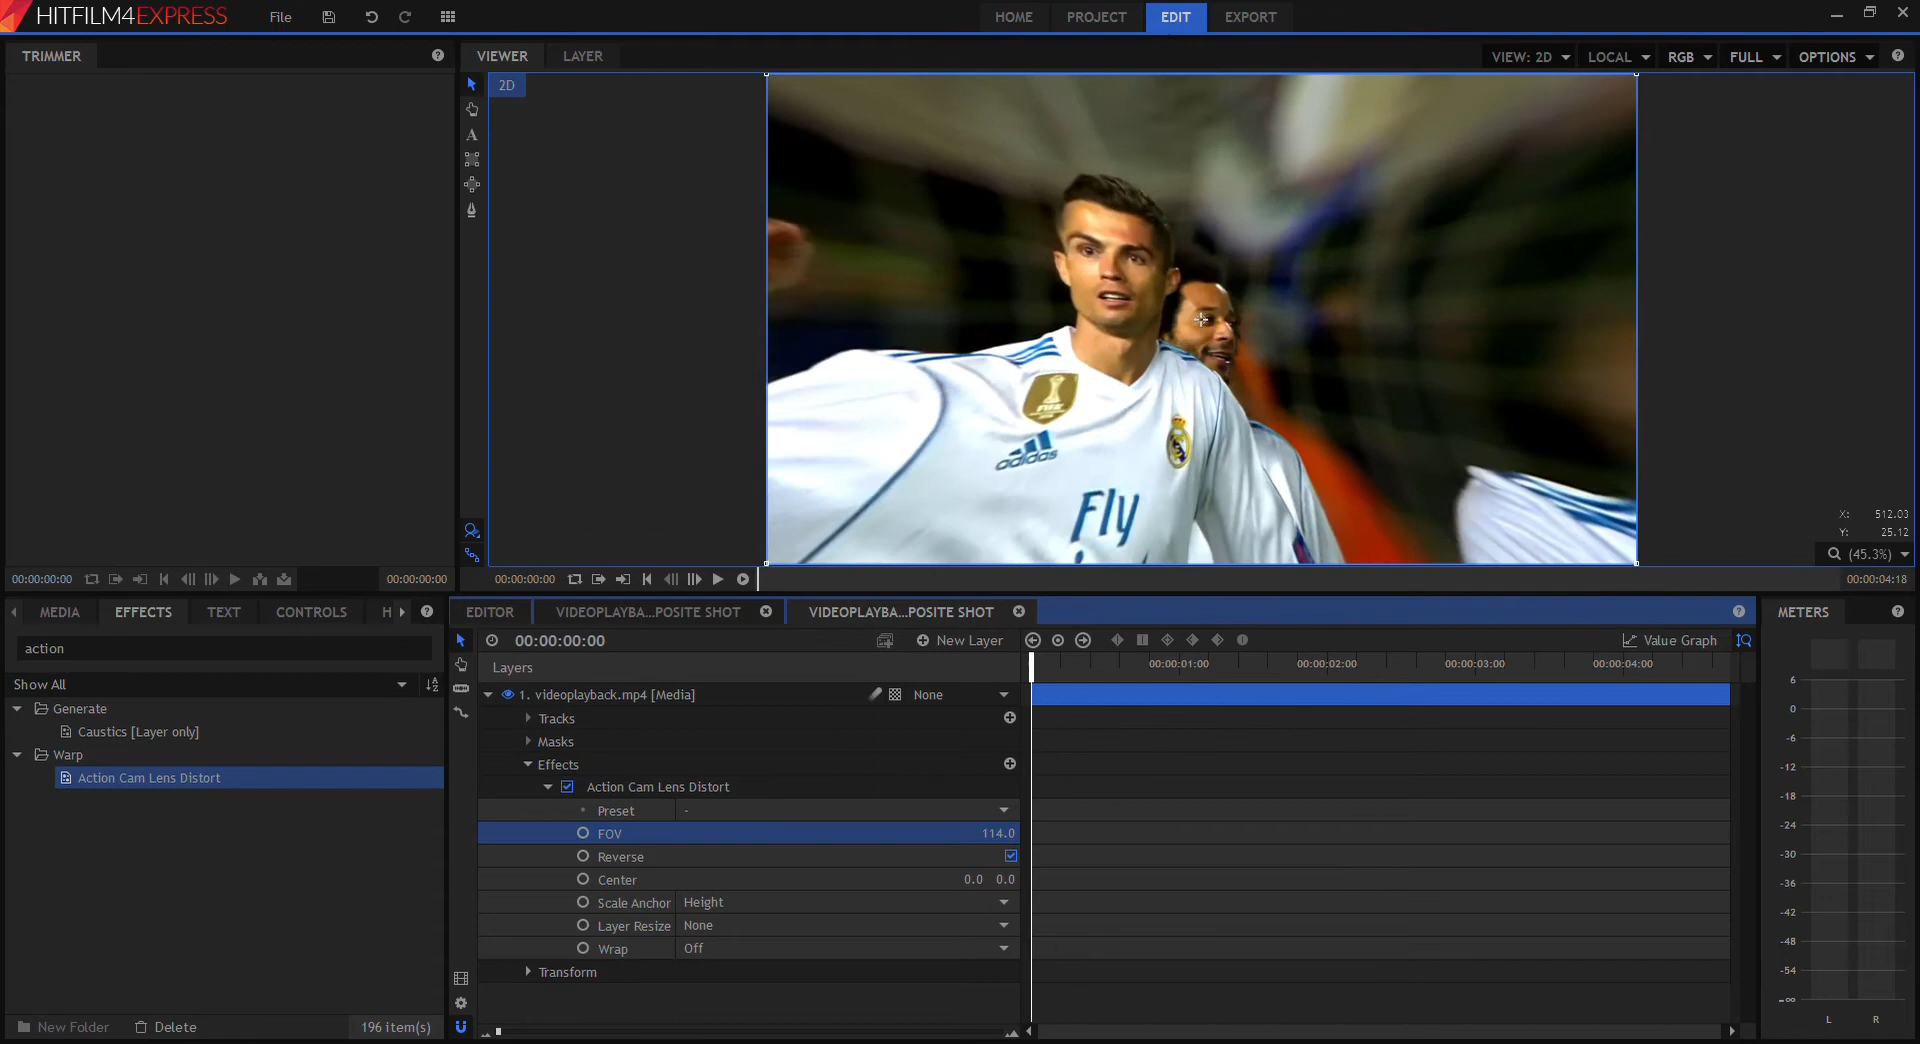 HITFILM4EXPRESS
File
HOME
PROJECT
EDIT
EXPORT
TRIMMER
VIEWER
LAYER
VIEW: 2D
LOCAL
RGB
FULL
OPTIONS
2D
A
FIFA
adidas
Fly
X: 512.03
Y: 25.12
(45.3%)
00:00:00:00
00:00:00:00
00:00:00:00
00:00:04:18
MEDIA
EFFECTS
TEXT
CONTROLS
H
EDITOR
VIDEOPLAYBA...POSITE SHOT
VIDEOPLAYBA...POSITE SHOT
METERS
action
00:00:00:00
New Layer
Value Graph
Show All
Layers
00:00:01:00
00:00:02:00
00:00:03:00
00:00:04:00
Generate
Caustics [Layer only]
Warp
Action Cam Lens Distort
1. videoplayback.mp4 [Media]
None
Tracks
Masks
Effects
Action Cam Lens Distort
Preset -
FOV 114.0
Reverse
Center 0.0 0.0
Scale Anchor Height
Layer Resize None
Wrap Off
Transform
6
0
-6
-12
-18
-24
-30
-36
-42
-48
-54
-∞
L R
New Folder
Delete
196 item(s)